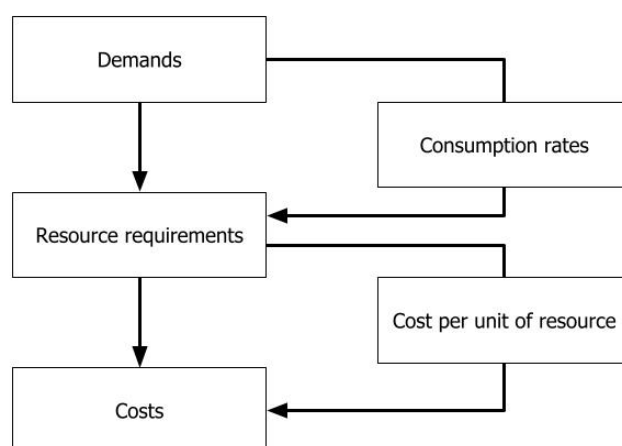 Demands
Consumption rates
Resource requirements
Cost per unit of resource
Costs